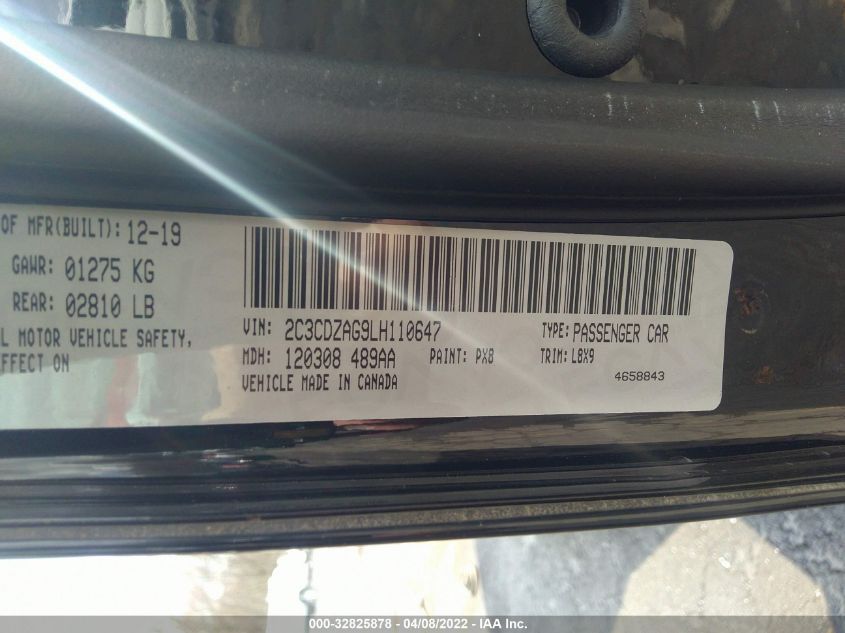 OF MFR(BUILT): 12-19
GAWR: 01275 KG
REAR: 02810 LB
L MOTOR VEHICLE SAFETY,
FFECT ON
VIN: 2C3CDZAG9LH110647 TYPE: PASSENGER CAR
MDH: 120308 489AA PAINT: PX8 TRIM: L8X9
VEHICLE MADE IN CANADA 4658843
000-32825878 - 04/08/2022 - IAA Inc.